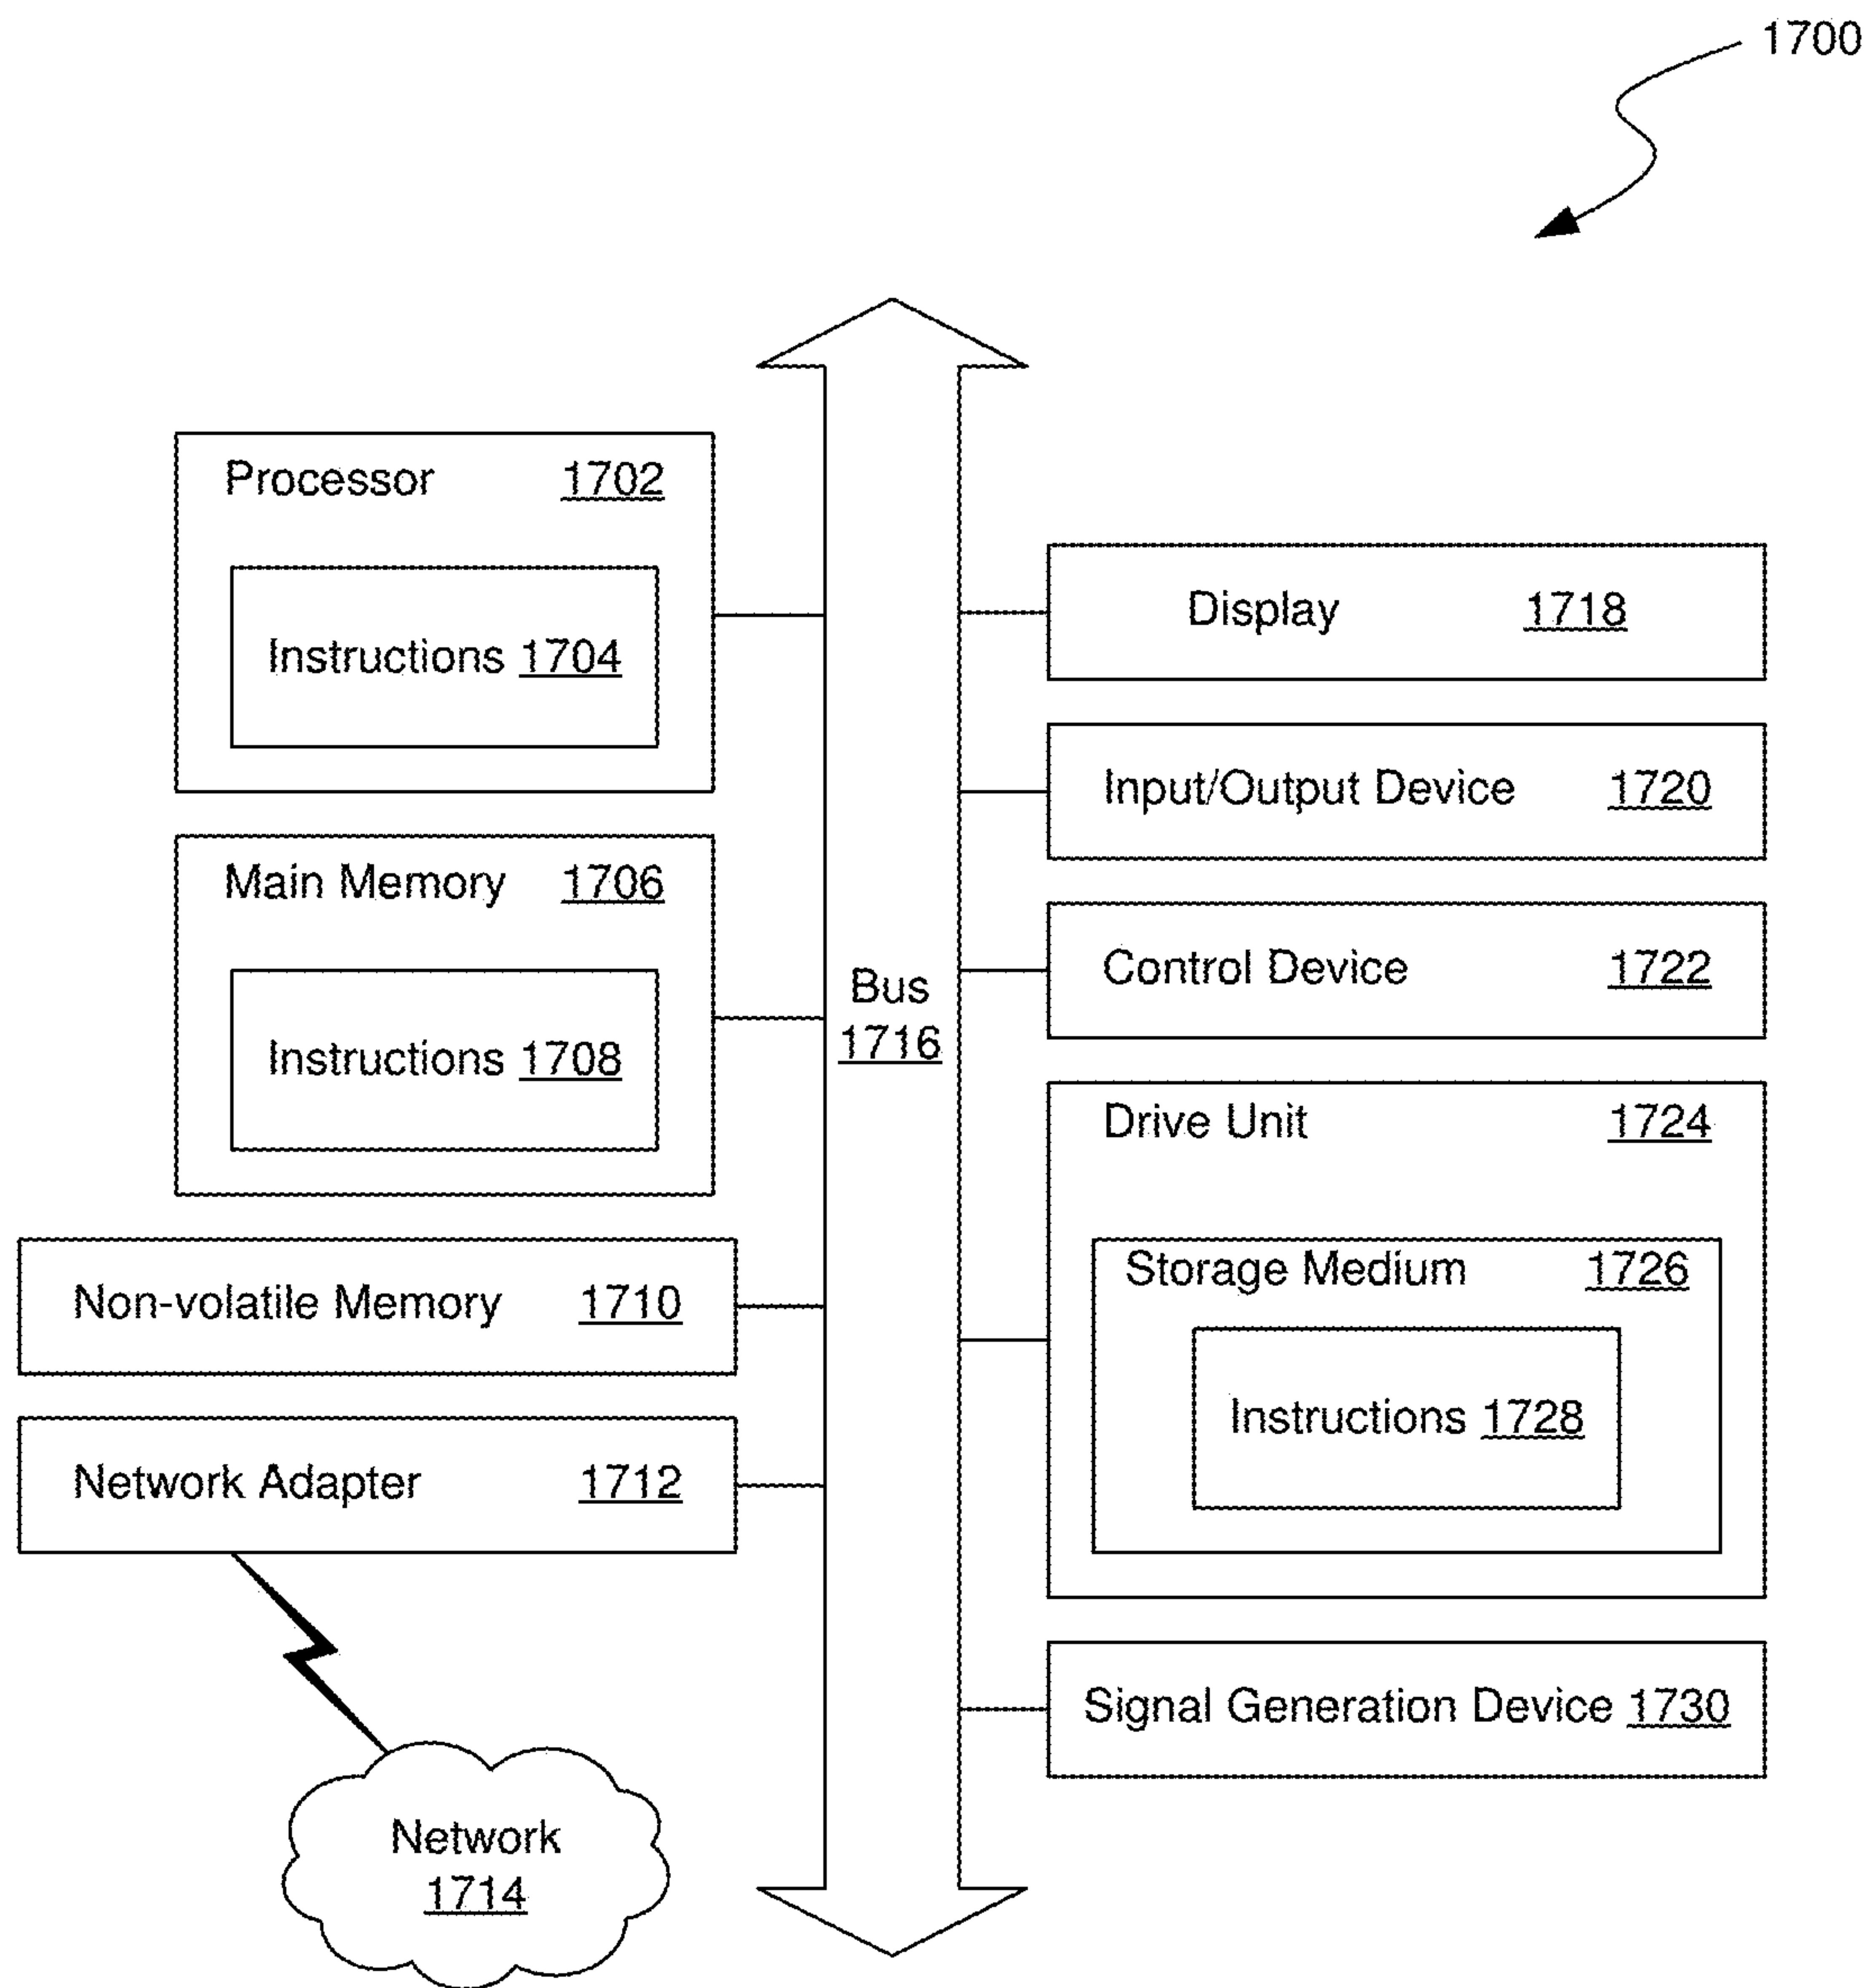 1700
Processor 1702
Instructions 1704
Main Memory 1706
Instructions 1708
Non-volatile Memory 1710
Network Adapter 1712
Network
1714
Bus
1716
Display 1718
Input/Output Device 1720
Control Device 1722
Drive Unit 1724
Storage Medium 1726
Instructions 1728
Signal Generation Device 1730